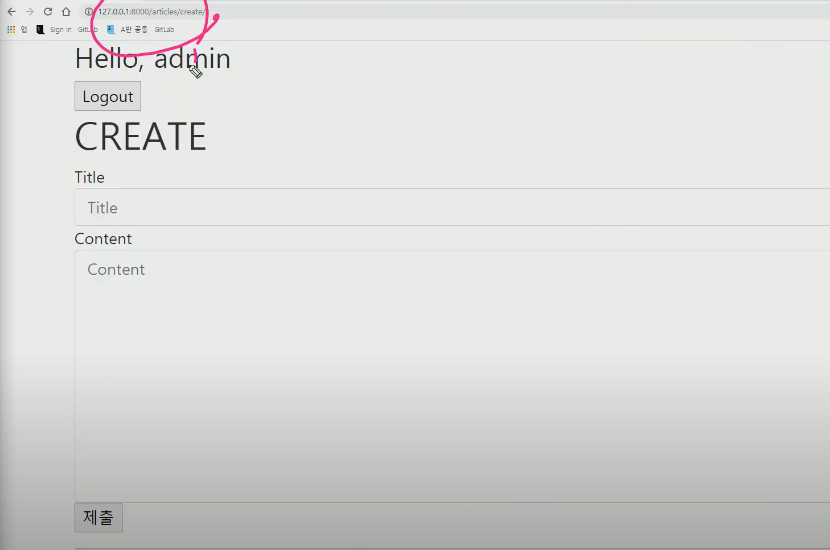 127.0.0.1:8000/articles/create/
앱 Sign in · GitLab A반 공통 · GitLab
Hello, admin
Logout
CREATE
Title
Title
Content
Content
제출